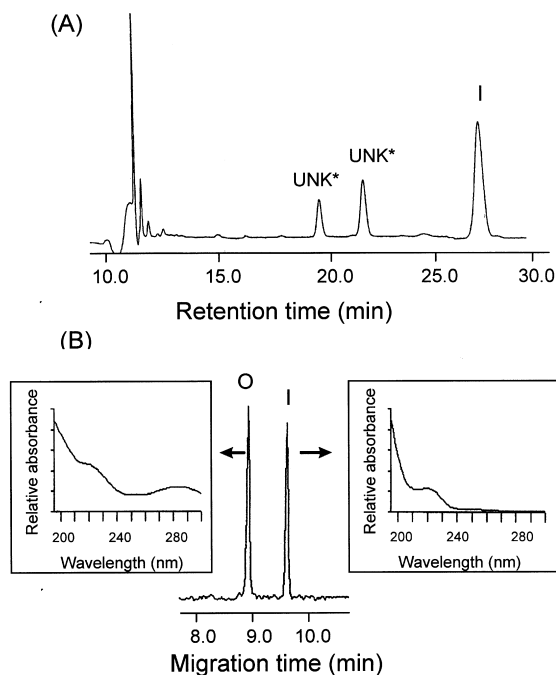 (A)
I
UNK*
UNK*
10.0 15.0 20.0 25.0 30.0
Retention time (min)
(B)
O I
Relative absorbance
200 240 280
Wavelength (nm)
Relative absorbance
200 240 280
Wavelength (nm)
8.0 9.0 10.0
Migration time (min)